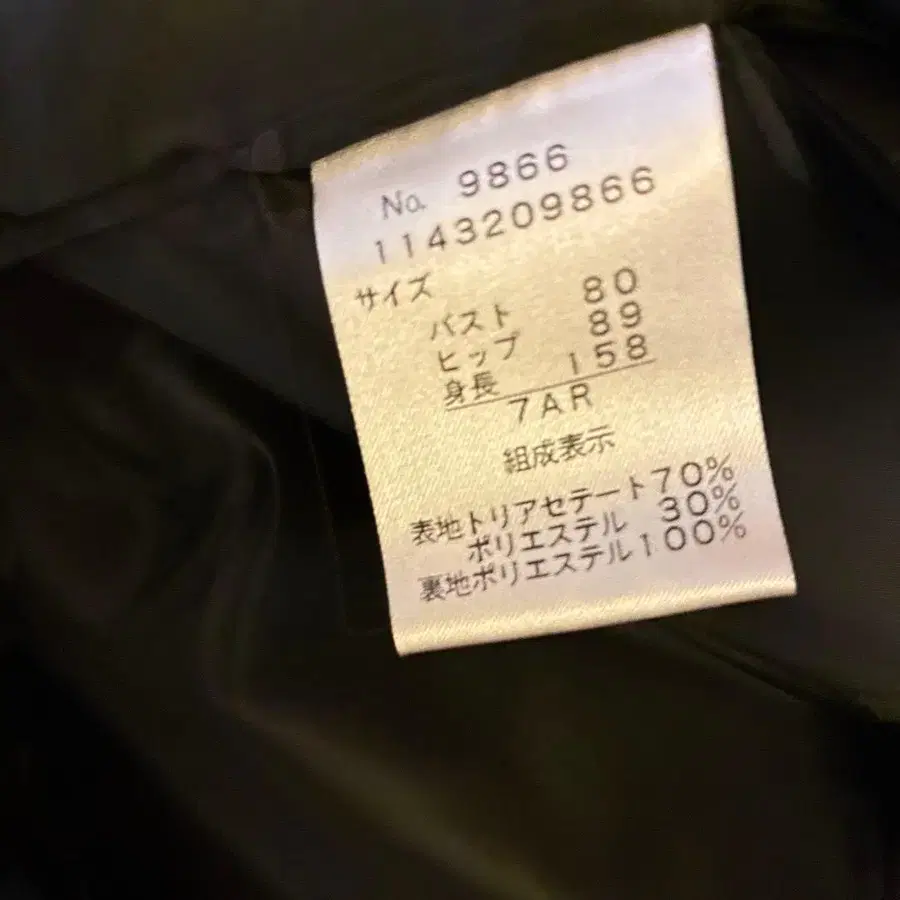 No. 9866
1143209866
サイズ
バスト 80
ヒップ 89
身長 158
7AR
組成表示
表地トリアセテート70%
ポリエステル 30%
裏地ポリエステル100%